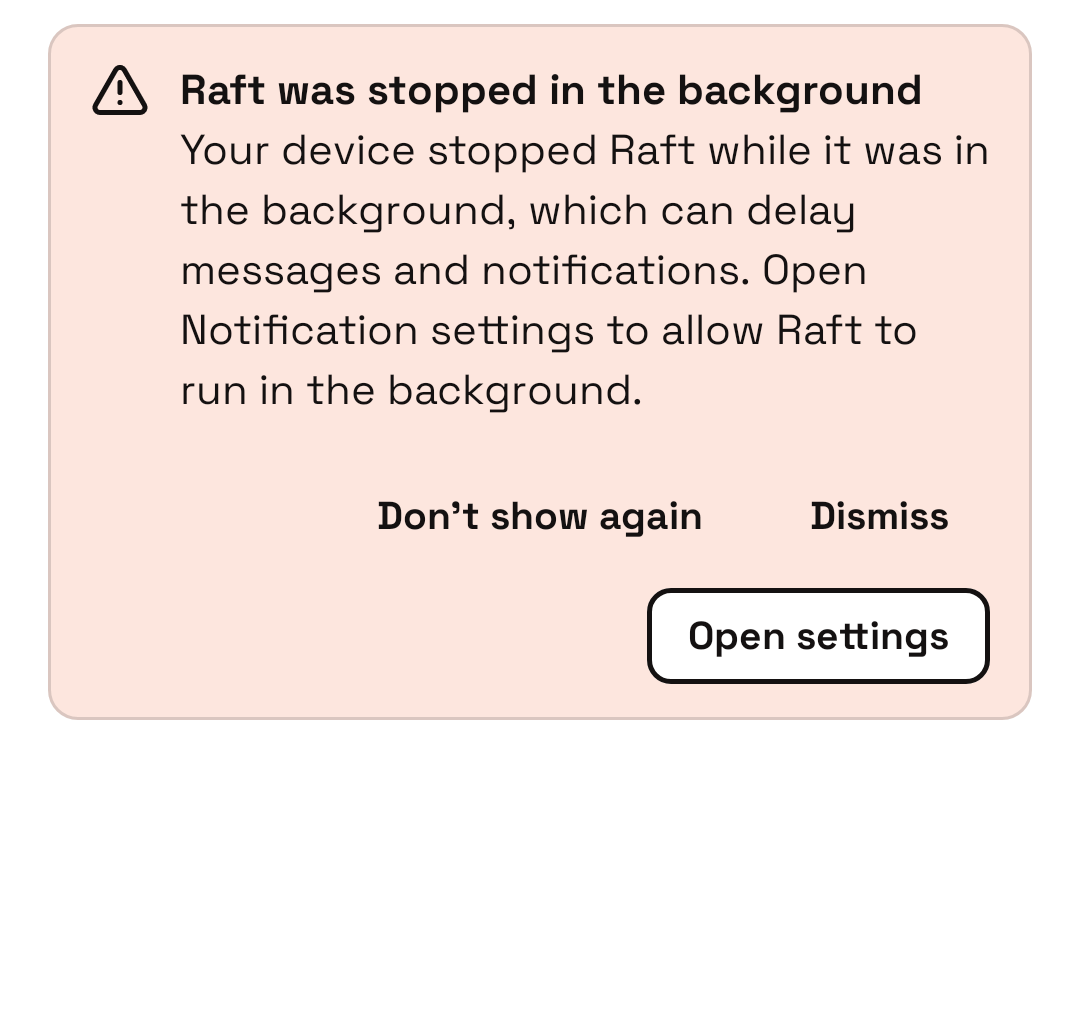 Raft was stopped in the background
Your device stopped Raft while it was in
the background, which can delay
messages and notifications. Open
Notification settings to allow Raft to
run in the background.
Don’t show again
Dismiss
Open settings